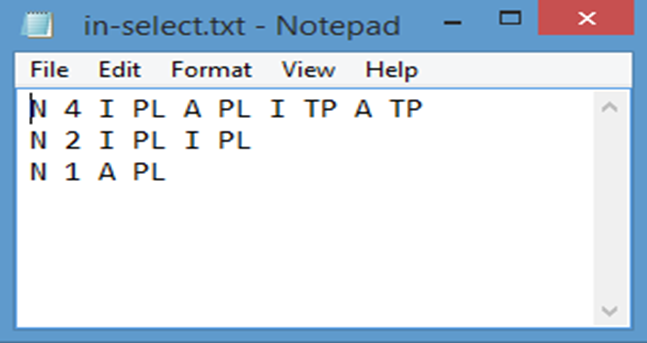 in-select.txt - Notepad
File Edit Format View Help
N 4 I PL A PL I TP A TP
N 2 I PL I PL
N 1 A PL